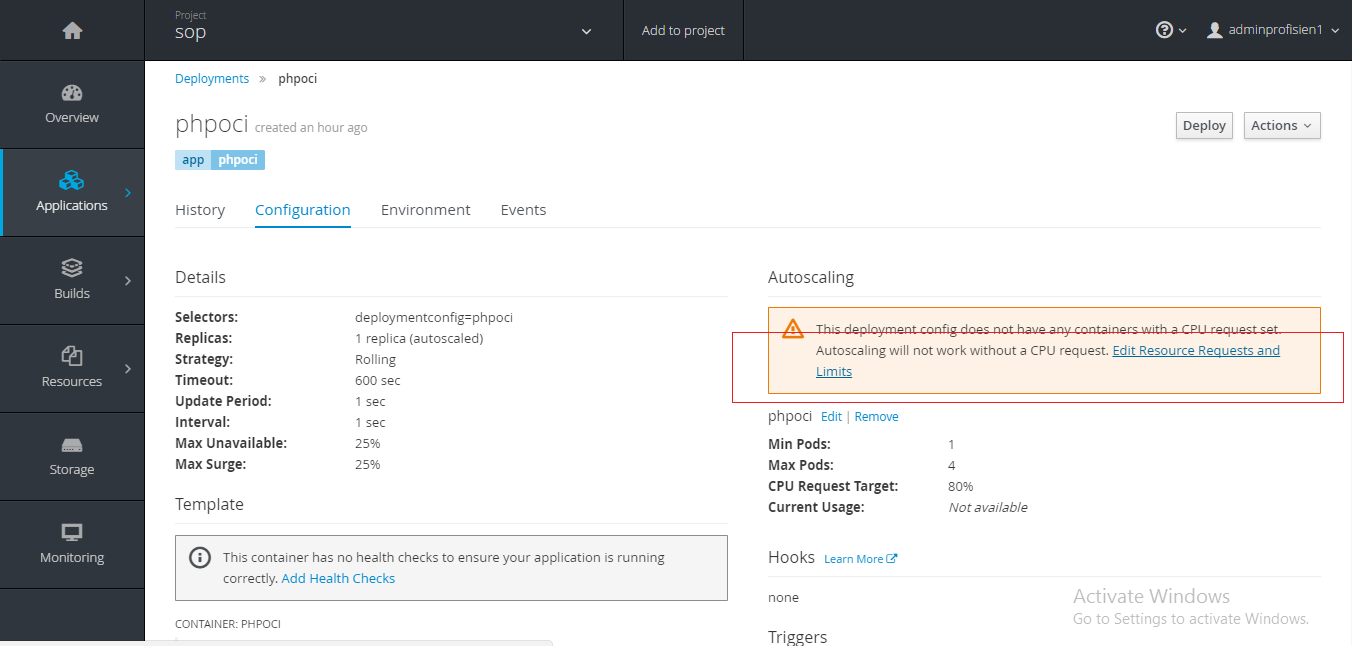 Project
sop
Add to project
adminprofisien1
Overview
Applications
Builds
Resources
Storage
Monitoring
Deployments » phpoci
phpoci created an hour ago
Deploy
Actions
app phpoci
History
Configuration
Environment
Events
Details
Selectors: deploymentconfig=phpoci
Replicas: 1 replica (autoscaled)
Strategy: Rolling
Timeout: 600 sec
Update Period: 1 sec
Interval: 1 sec
Max Unavailable: 25%
Max Surge: 25%
Template
This container has no health checks to ensure your application is running
correctly. Add Health Checks
CONTAINER: PHPOCI
Autoscaling
This deployment config does not have any containers with a CPU request set.
Autoscaling will not work without a CPU request. Edit Resource Requests and
Limits
phpoci Edit | Remove
Min Pods: 1
Max Pods: 4
CPU Request Target: 80%
Current Usage: Not available
Hooks Learn More
none
Triggers
Activate Windows
Go to Settings to activate Windows.